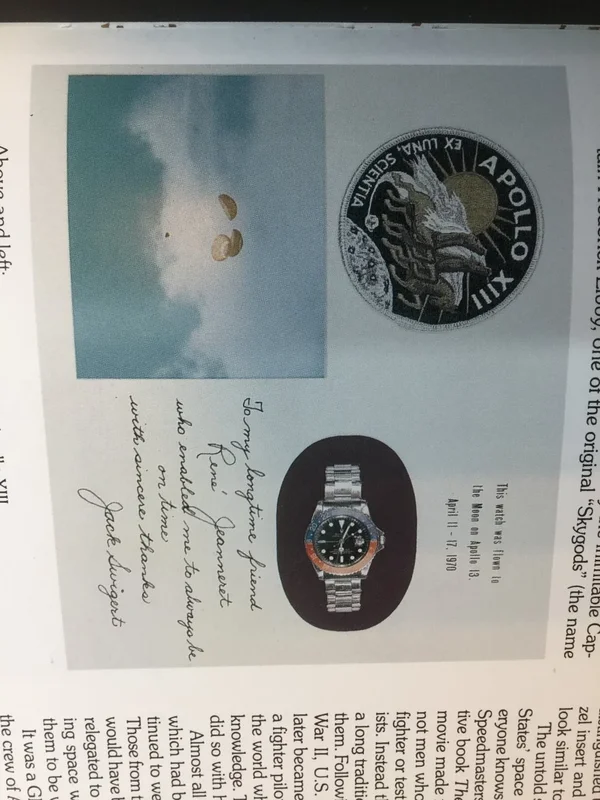 inimitable Cap-
one of the original "Skygods" (the name
APOLLO XIII
EX LUNA, SCIENTIA
This watch was flown to
the Moon on Apollo 13.
April 11 - 17, 1970
To my longtime friend
Rene Jeanneret
who enabled me to always be
on time
with sincere thanks
Jack Swigert
Above and left:
XIII
zel insert and
look similar to
The untold
States' space
eryone knows
Speedmasters
tive book The
movie made
not men who
fighter or test
ists. Instead
a long traditi
them. Follow
War II, U.S.
later became
a fighter pilo
the world wh
knowledge.
did so with
Almost all
which had b
tinued to we
Those from t
would have
relegated to
ing space w
them to be
It was a
the crew of